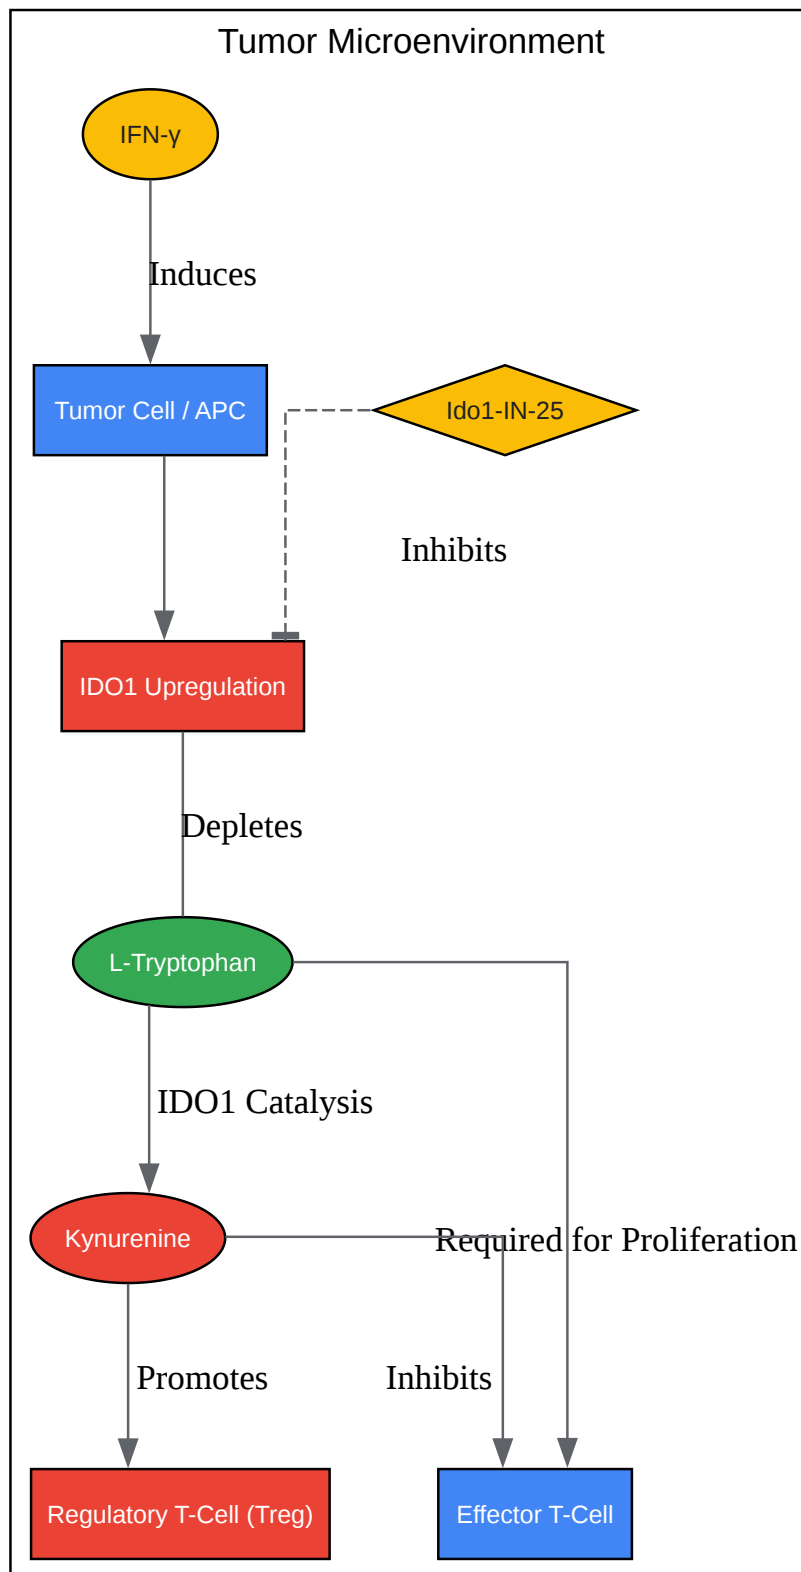 Tumor Microenvironment
IFN-γ
Induces
Tumor Cell / APC
Ido1-IN-25
Inhibits
IDO1 Upregulation
Depletes
L-Tryptophan
IDO1 Catalysis
Kynurenine
Required for Proliferation
Promotes
Inhibits
Regulatory T-Cell (Treg)
Effector T-Cell